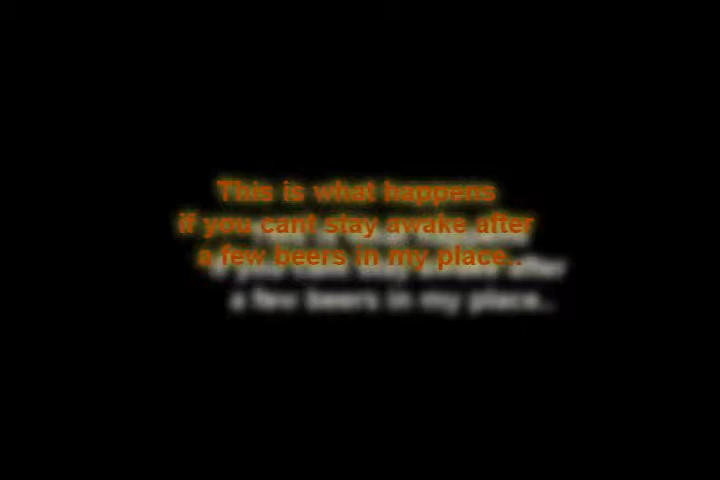 This is what happens
if you cant stay awake after
a few beers in my place..